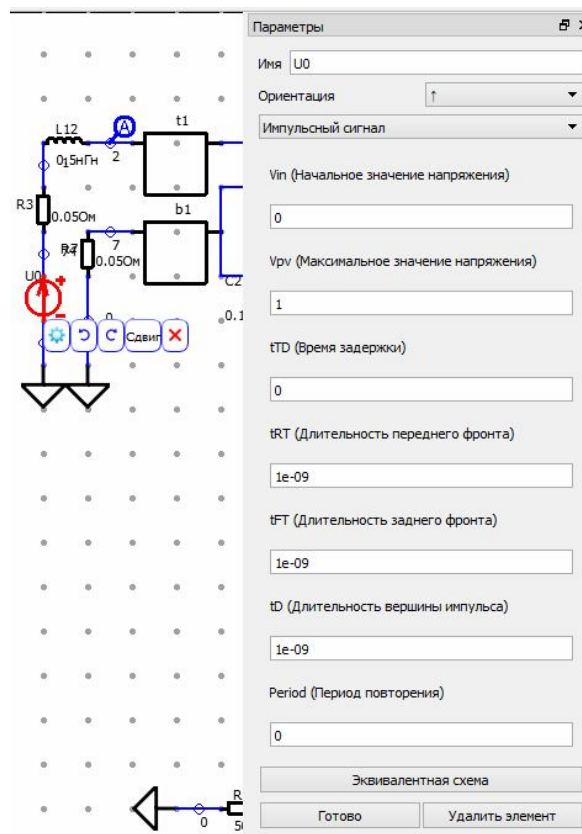 Параметры
Имя U0
Ориентация ↑
Импульсный сигнал
Vin (Начальное значение напряжения)
0
Vpv (Максимальное значение напряжения)
1
tTD (Время задержки)
0
tRT (Длительность переднего фронта)
1e-09
tFT (Длительность заднего фронта)
1e-09
tD (Длительность вершины импульса)
1e-09
Period (Период повторения)
0
Эквивалентная схема
Готово Удалить элемент
A
t1
L12
2
R3
0.05Ом
b1
7
0.05Ом
U0
+
−
C2
0.1
Сдвиг
R
0